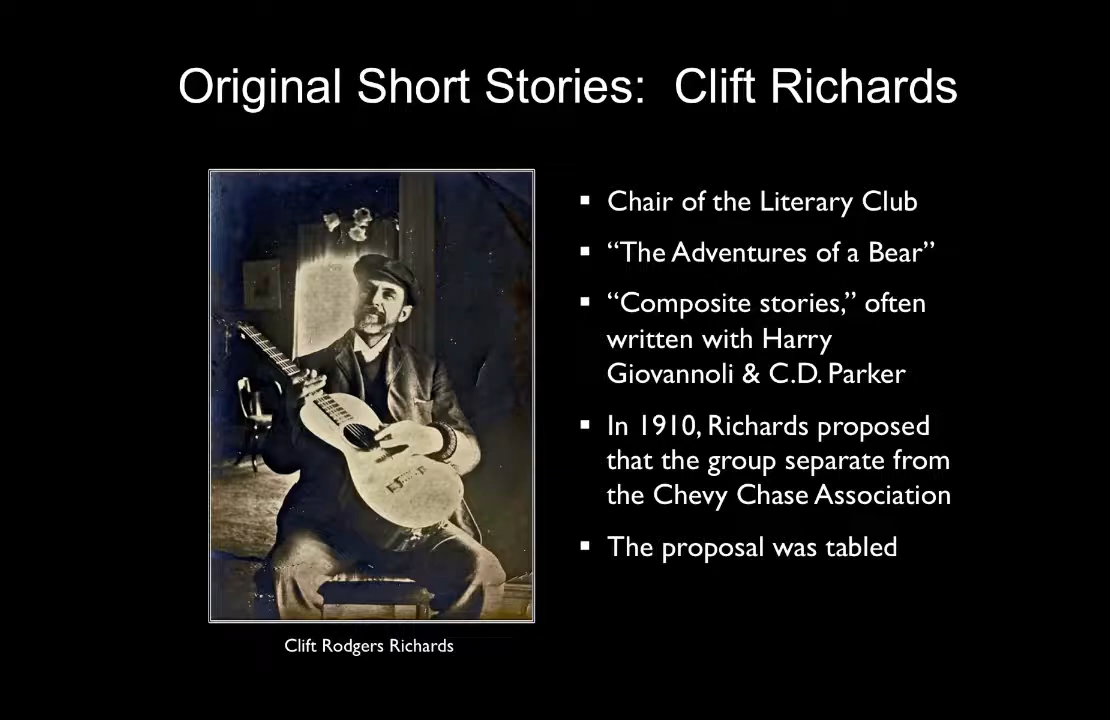 Original Short Stories:  Clift Richards
▪ Chair of the Literary Club
▪ “The Adventures of a Bear”
▪ “Composite stories,” often
written with Harry
Giovannoli & C.D. Parker
▪ In 1910, Richards proposed
that the group separate from
the Chevy Chase Association
▪ The proposal was tabled
Clift Rodgers Richards